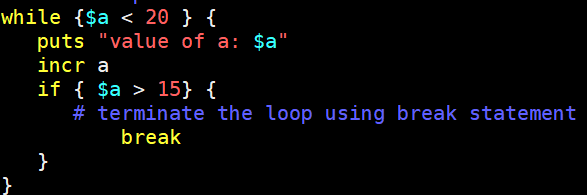 while {$a < 20 } {
   puts "value of a: $a"
   incr a
   if { $a > 15} {
      # terminate the loop using break statement
          break
   }
}